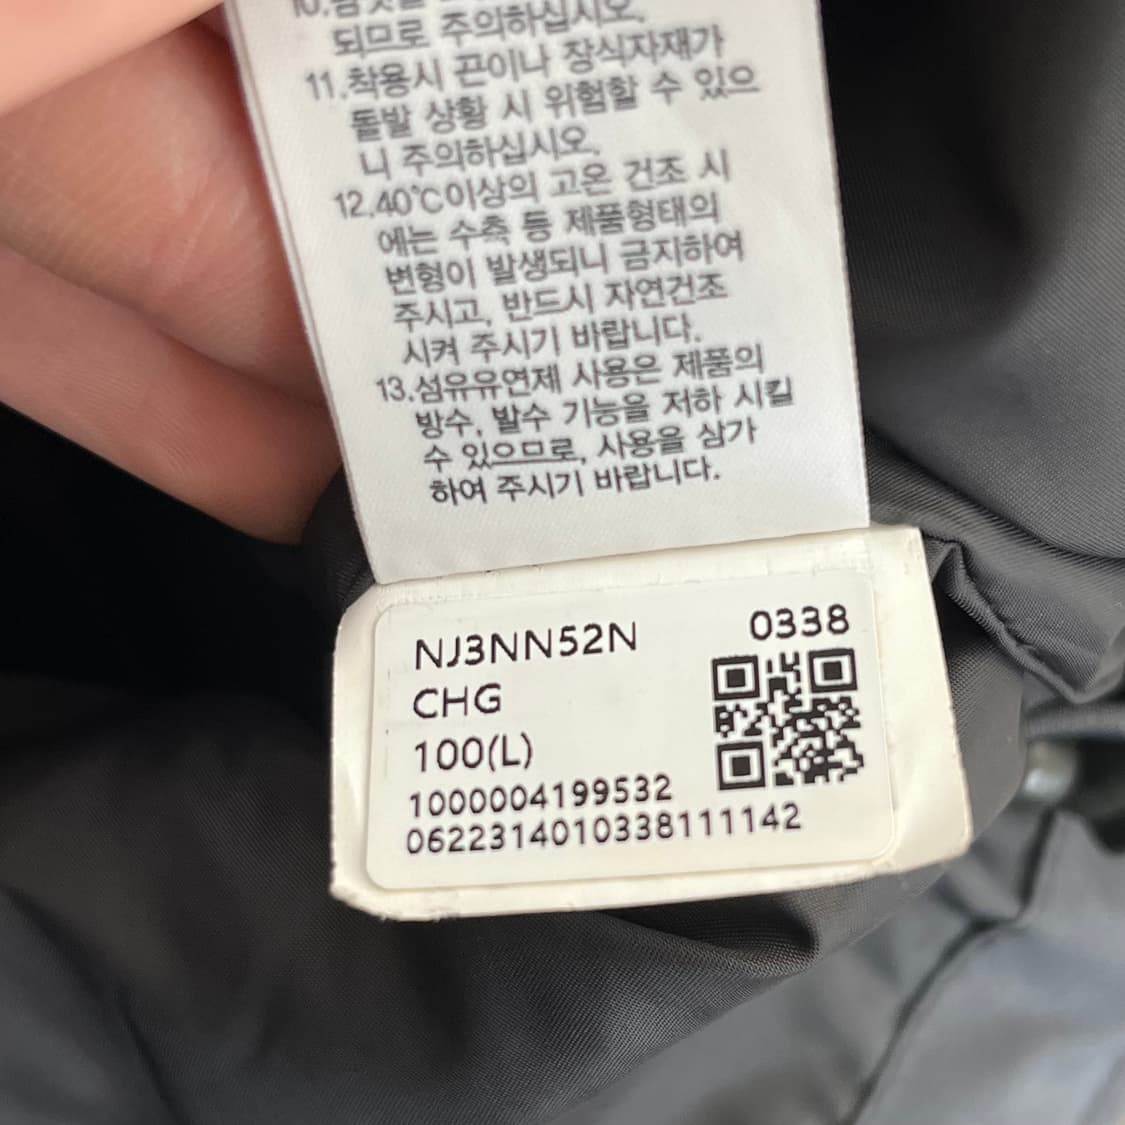 되므로 주의하십시오.
11.착용시 끈이나 장식자재가
돌발 상황 시 위험할 수 있으
니 주의하십시오.
12.40℃이상의 고온 건조 시
에는 수축 등 제품형태의
변형이 발생되니 금지하여
주시고, 반드시 자연건조
시켜 주시기 바랍니다.
13.섬유유연제 사용은 제품의
방수, 발수 기능을 저하 시킬
수 있으므로, 사용을 삼가
하여 주시기 바랍니다.
NJ3NN52N 0338
CHG
100(L)
1000004199532
0622314010338111142